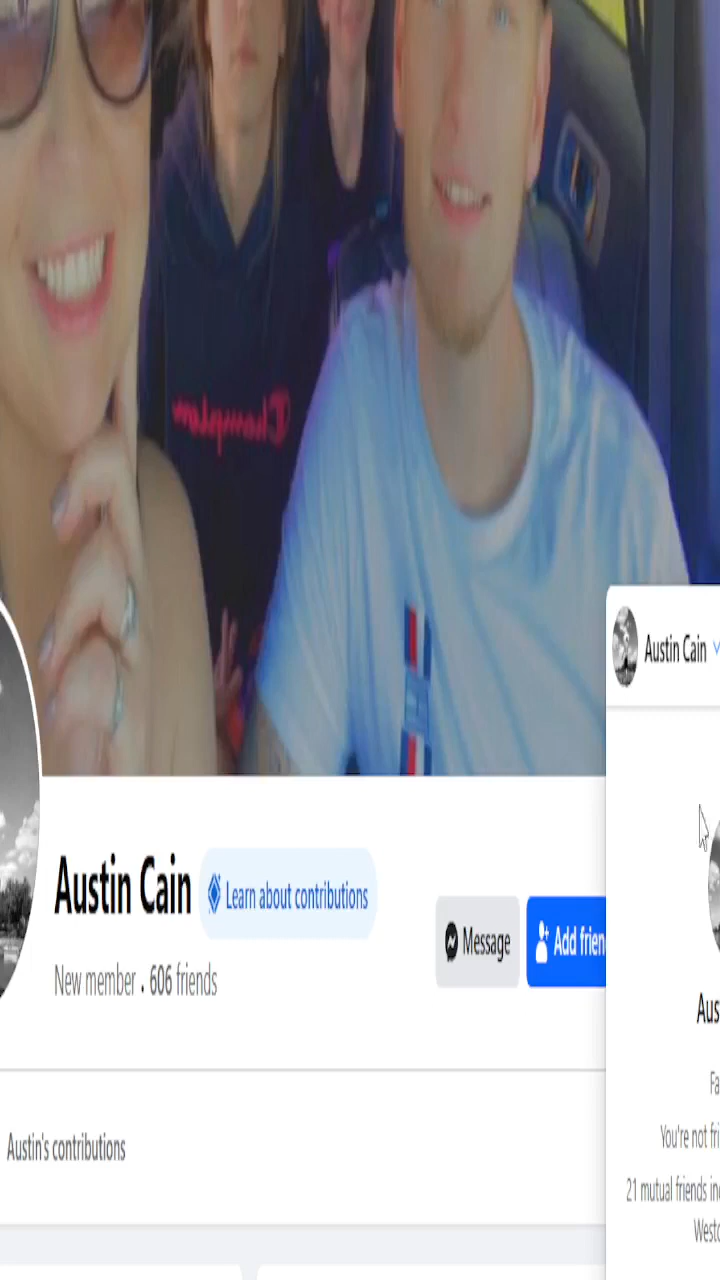 Champion
Austin Cain
Austin Cain
Learn about contributions
Message
Add frien
New member · 606 friends
Aus
Fa
You're not fri
Austin's contributions
21 mutual friends in
Westc